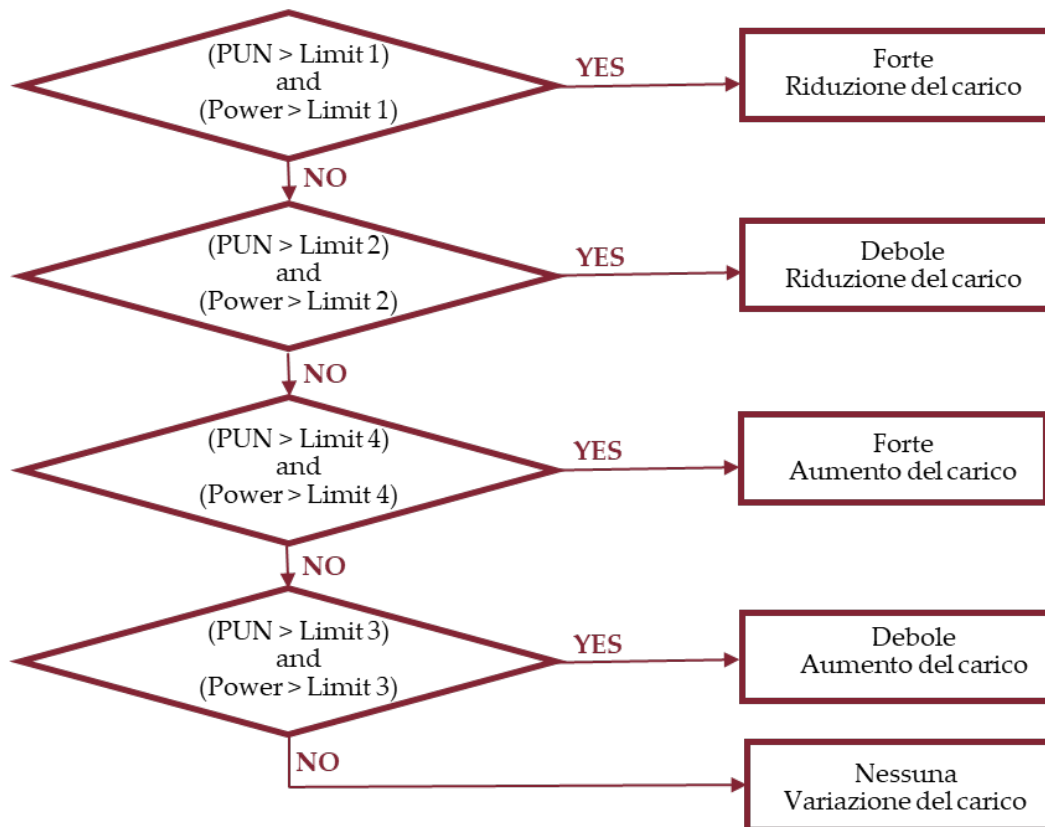 (PUN > Limit 1)
and
(Power > Limit 1)
YES
Forte
Riduzione del carico
NO
(PUN > Limit 2)
and
(Power > Limit 2)
YES
Debole
Riduzione del carico
NO
(PUN > Limit 4)
and
(Power > Limit 4)
YES
Forte
Aumento del carico
NO
(PUN > Limit 3)
and
(Power > Limit 3)
YES
Debole
Aumento del carico
NO
Nessuna
Variazione del carico